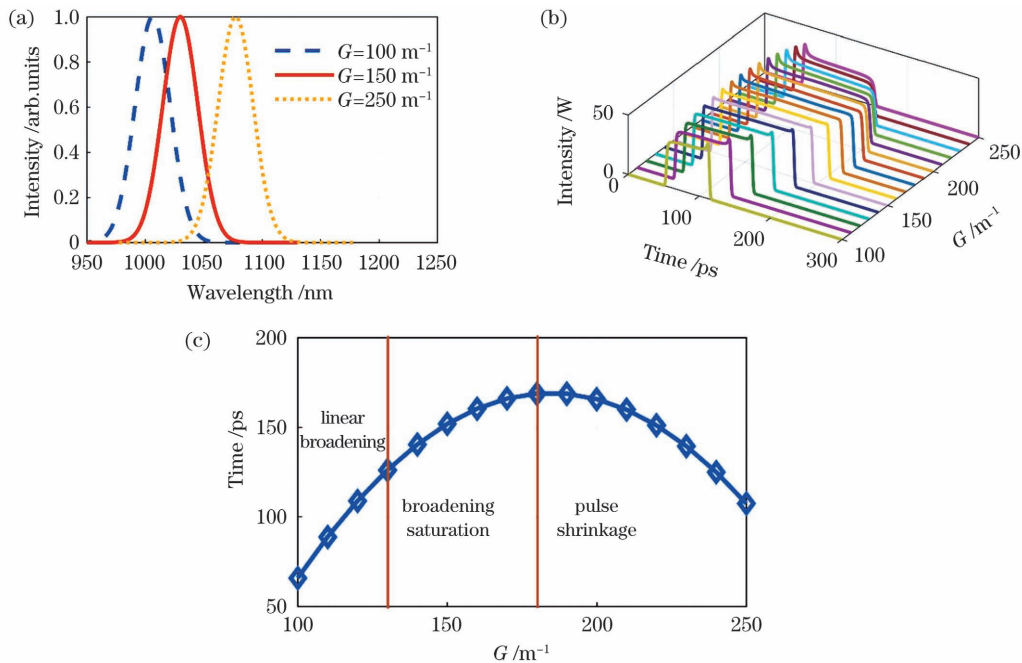 (a)
Intensity /arb.units
1.0
0.8
0.6
0.4
0.2
0
G=100 m⁻¹
G=150 m⁻¹
G=250 m⁻¹
950 1000 1050 1100 1150 1200 1250
Wavelength /nm
(b)
Intensity /W
50
0
0
100
200
300
Time /ps
100
150
200
250
G /m⁻¹
(c)
Time /ps
200
150
100
50
linear
broadening
broadening
saturation
pulse
shrinkage
100 150 200 250
G /m⁻¹